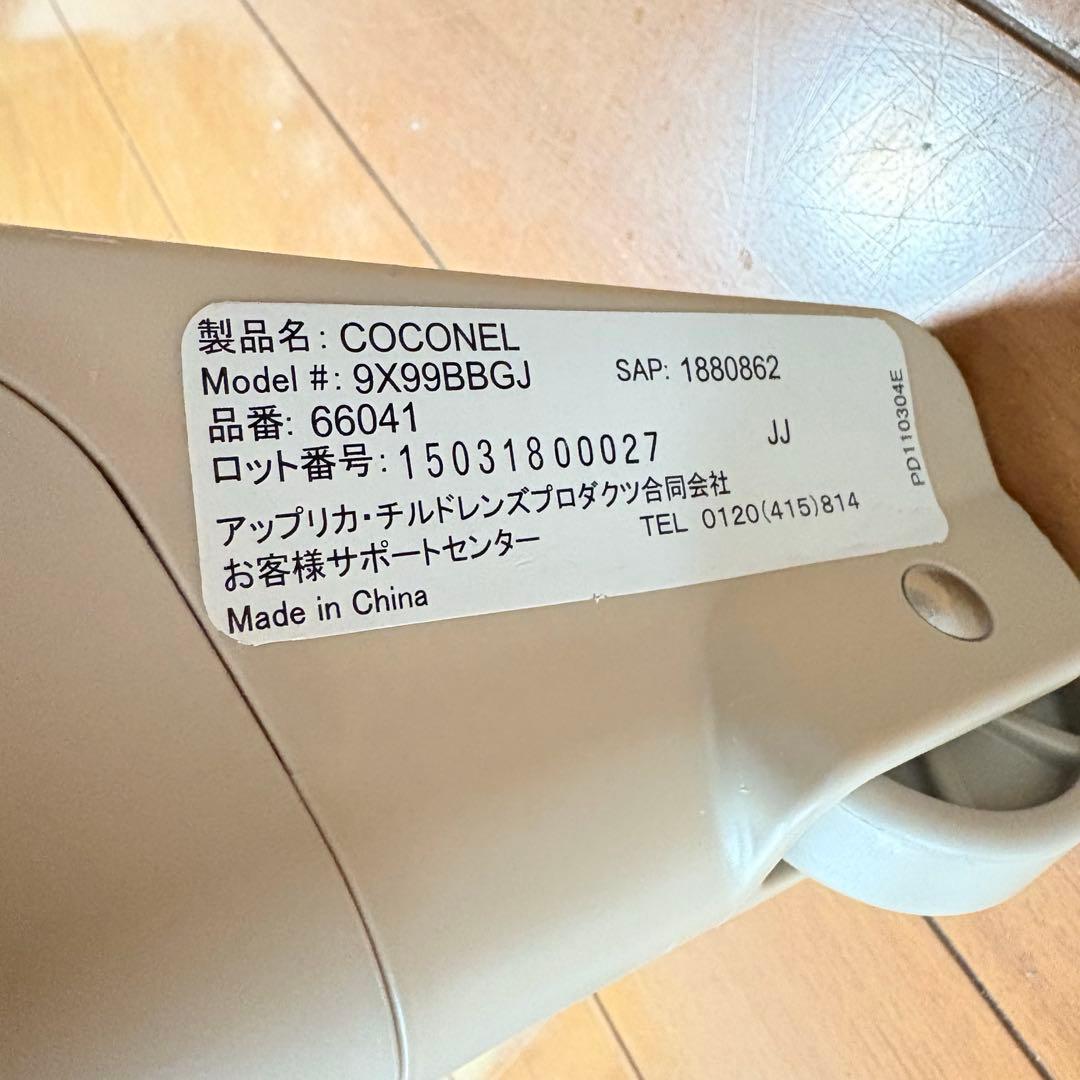 製品名: COCONEL
Model #: 9X99BBGJ
SAP: 1880862
品番: 66041
ロット番号: 15031800027
JJ
アップリカ・チルドレンズプロダクツ合同会社
お客様サポートセンター
TEL 0120(415)814
Made in China
PD110304E